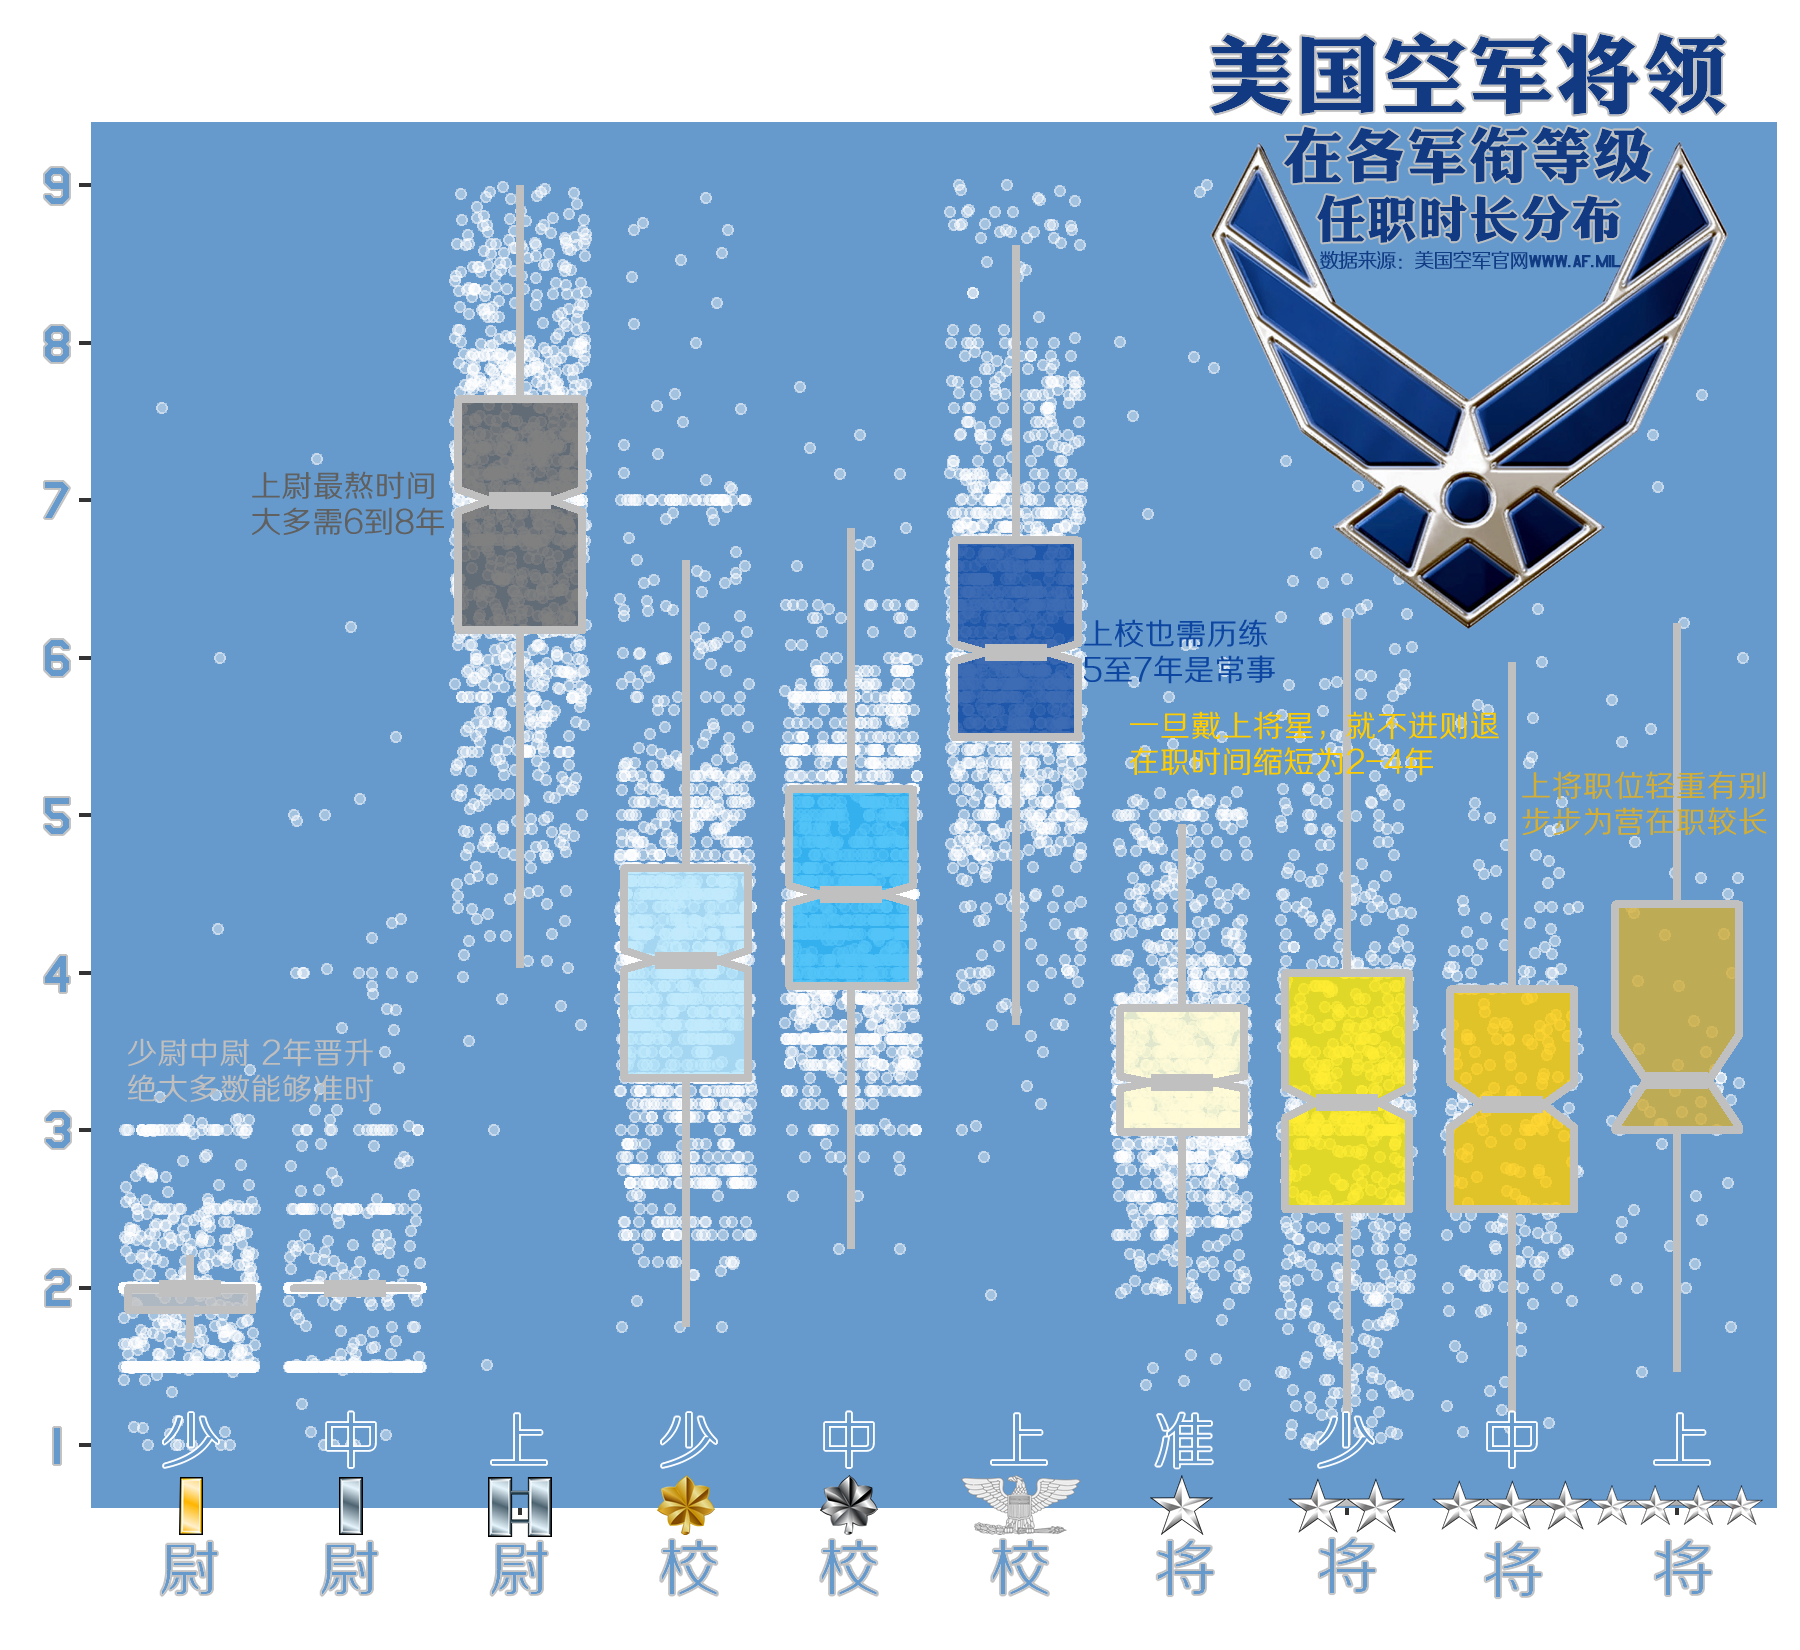 美国空军将领
在各军衔等级
任职时长分布
数据来源：美国空军官网WWW.AF.MIL
9
8
7
6
5
4
3
2
1
上尉最熬时间
大多需6到8年
上校也需历练
5至7年是常事
一旦戴上将星，就不进则退
在职时间缩短为2-4年
上将职位轻重有别
步步为营在职较长
少尉中尉 2年晋升
绝大多数能够准时
少 中 上 少 中 上 准 少 中 上
尉 尉 尉 校 校 校 将 将 将 将